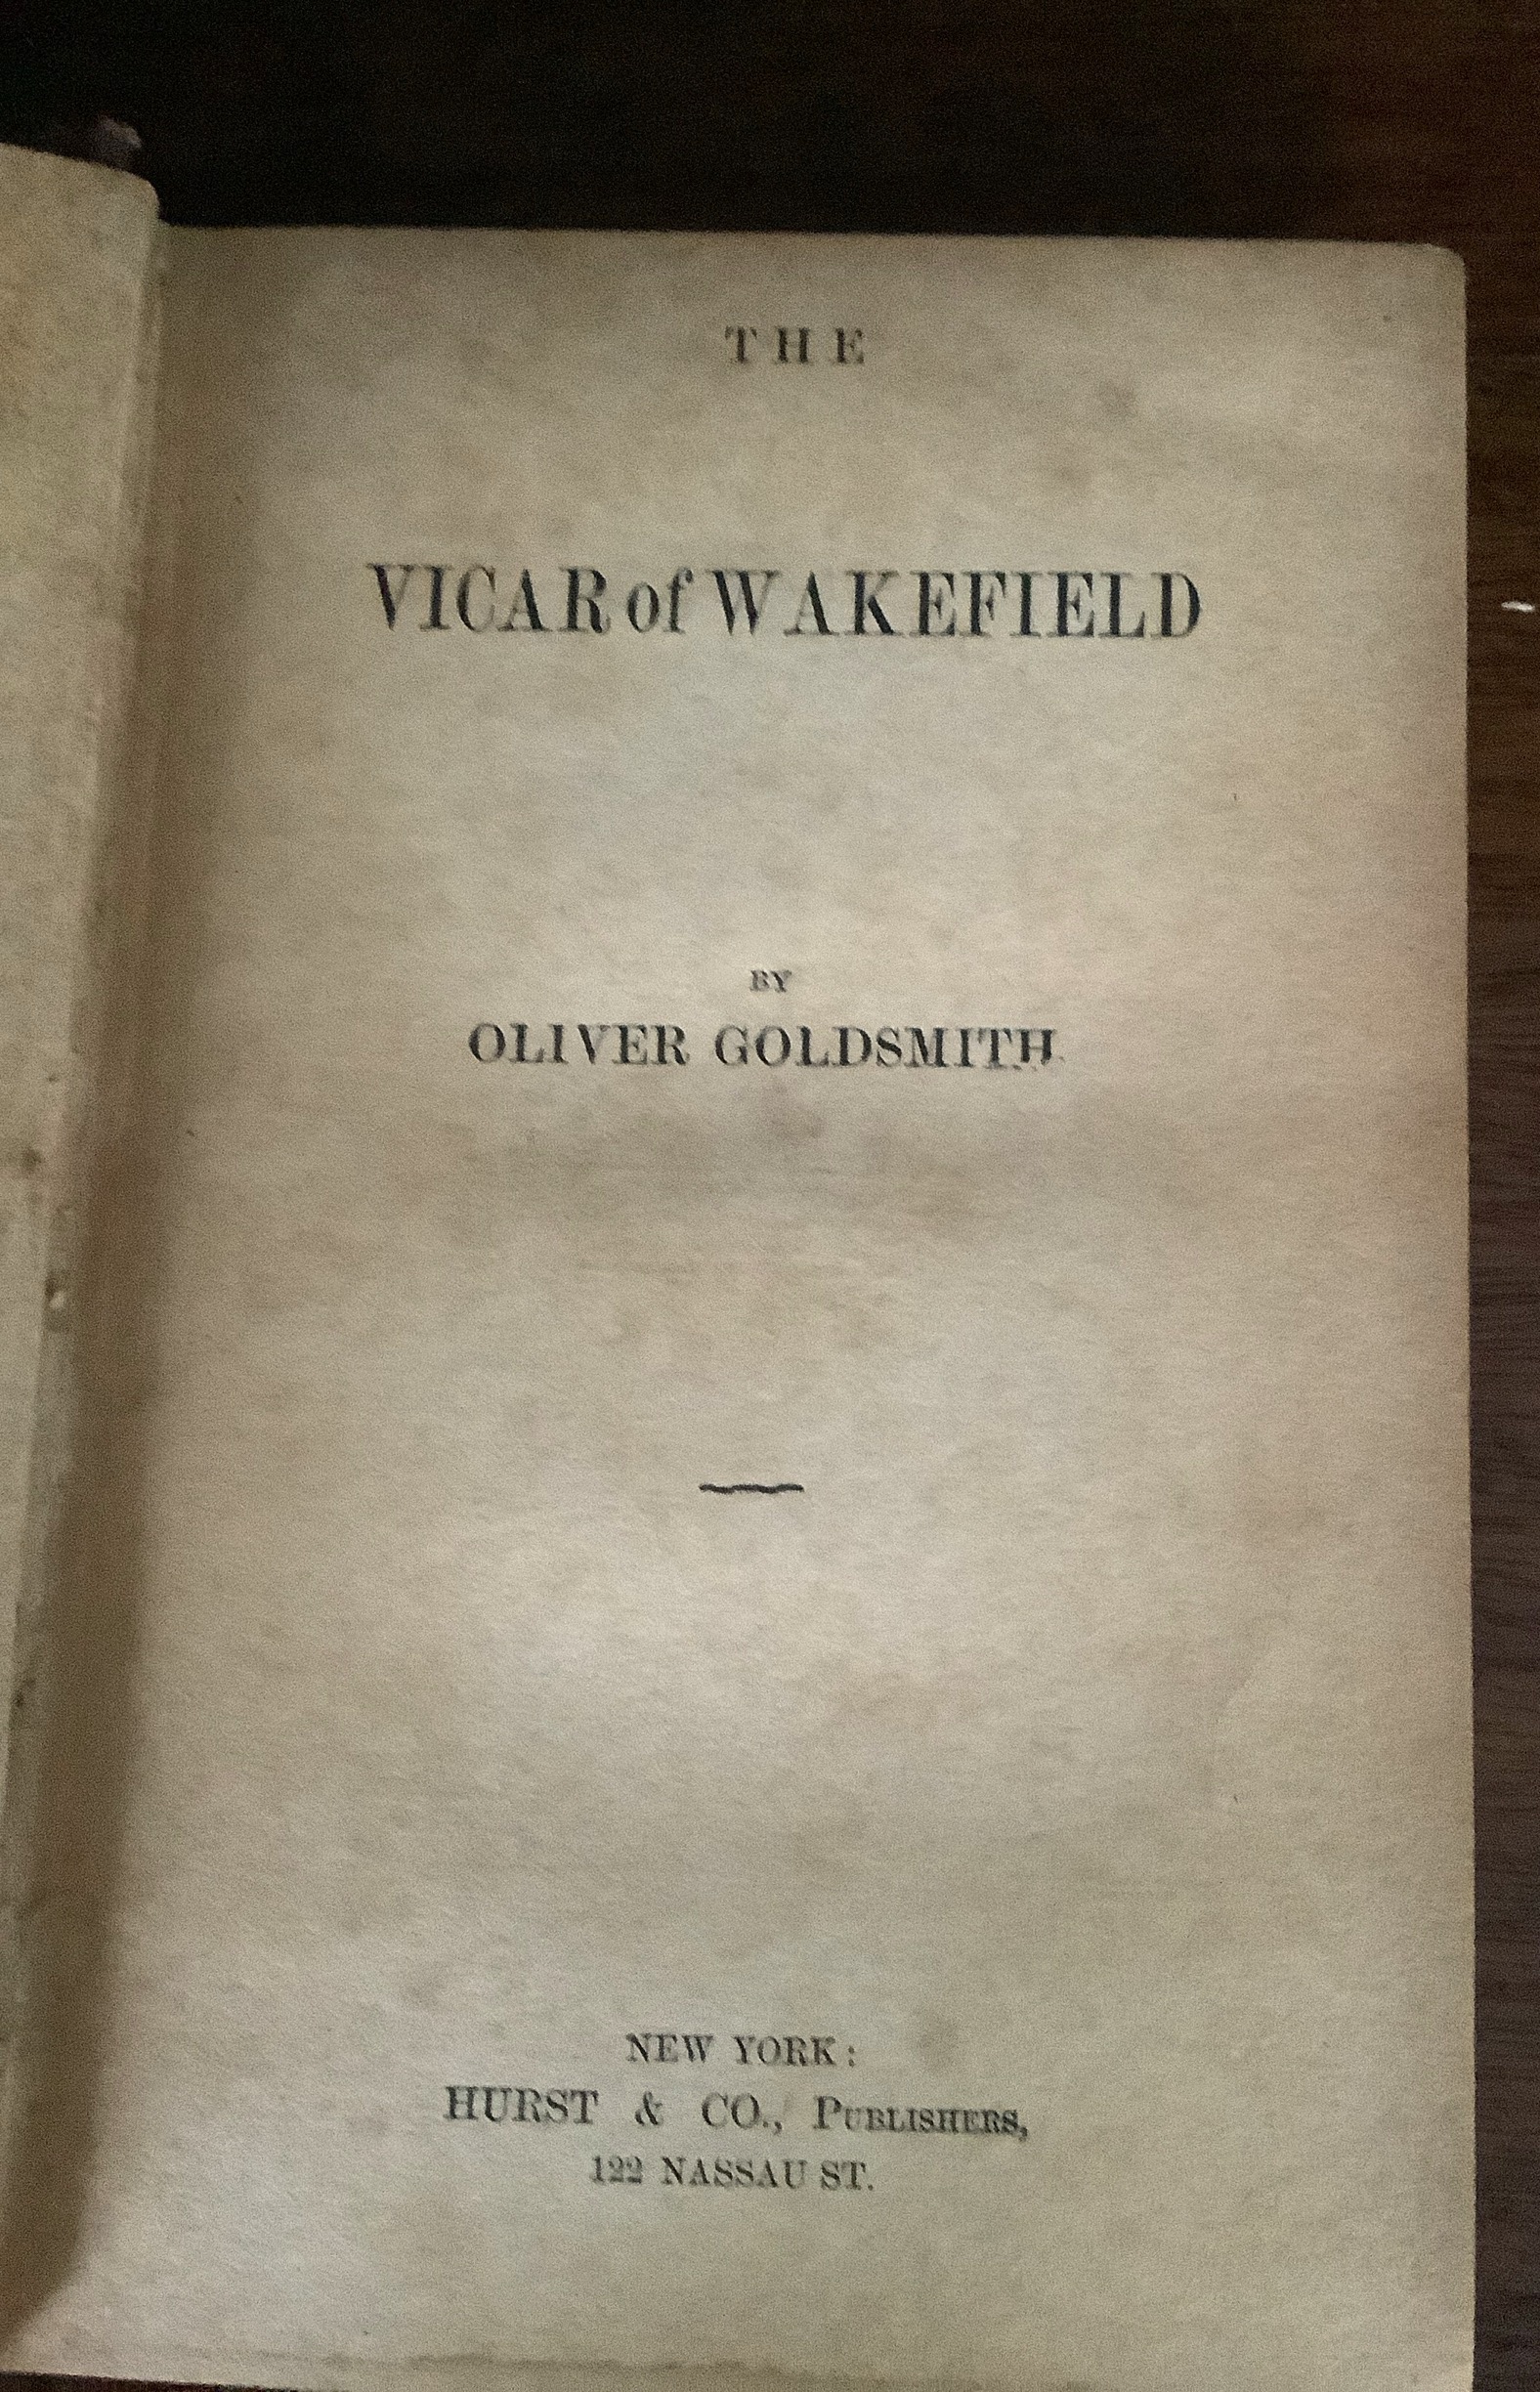 THE
VICAR of WAKEFIELD
BY
OLIVER GOLDSMITH.
NEW YORK:
HURST & CO., PUBLISHERS,
122 NASSAU ST.